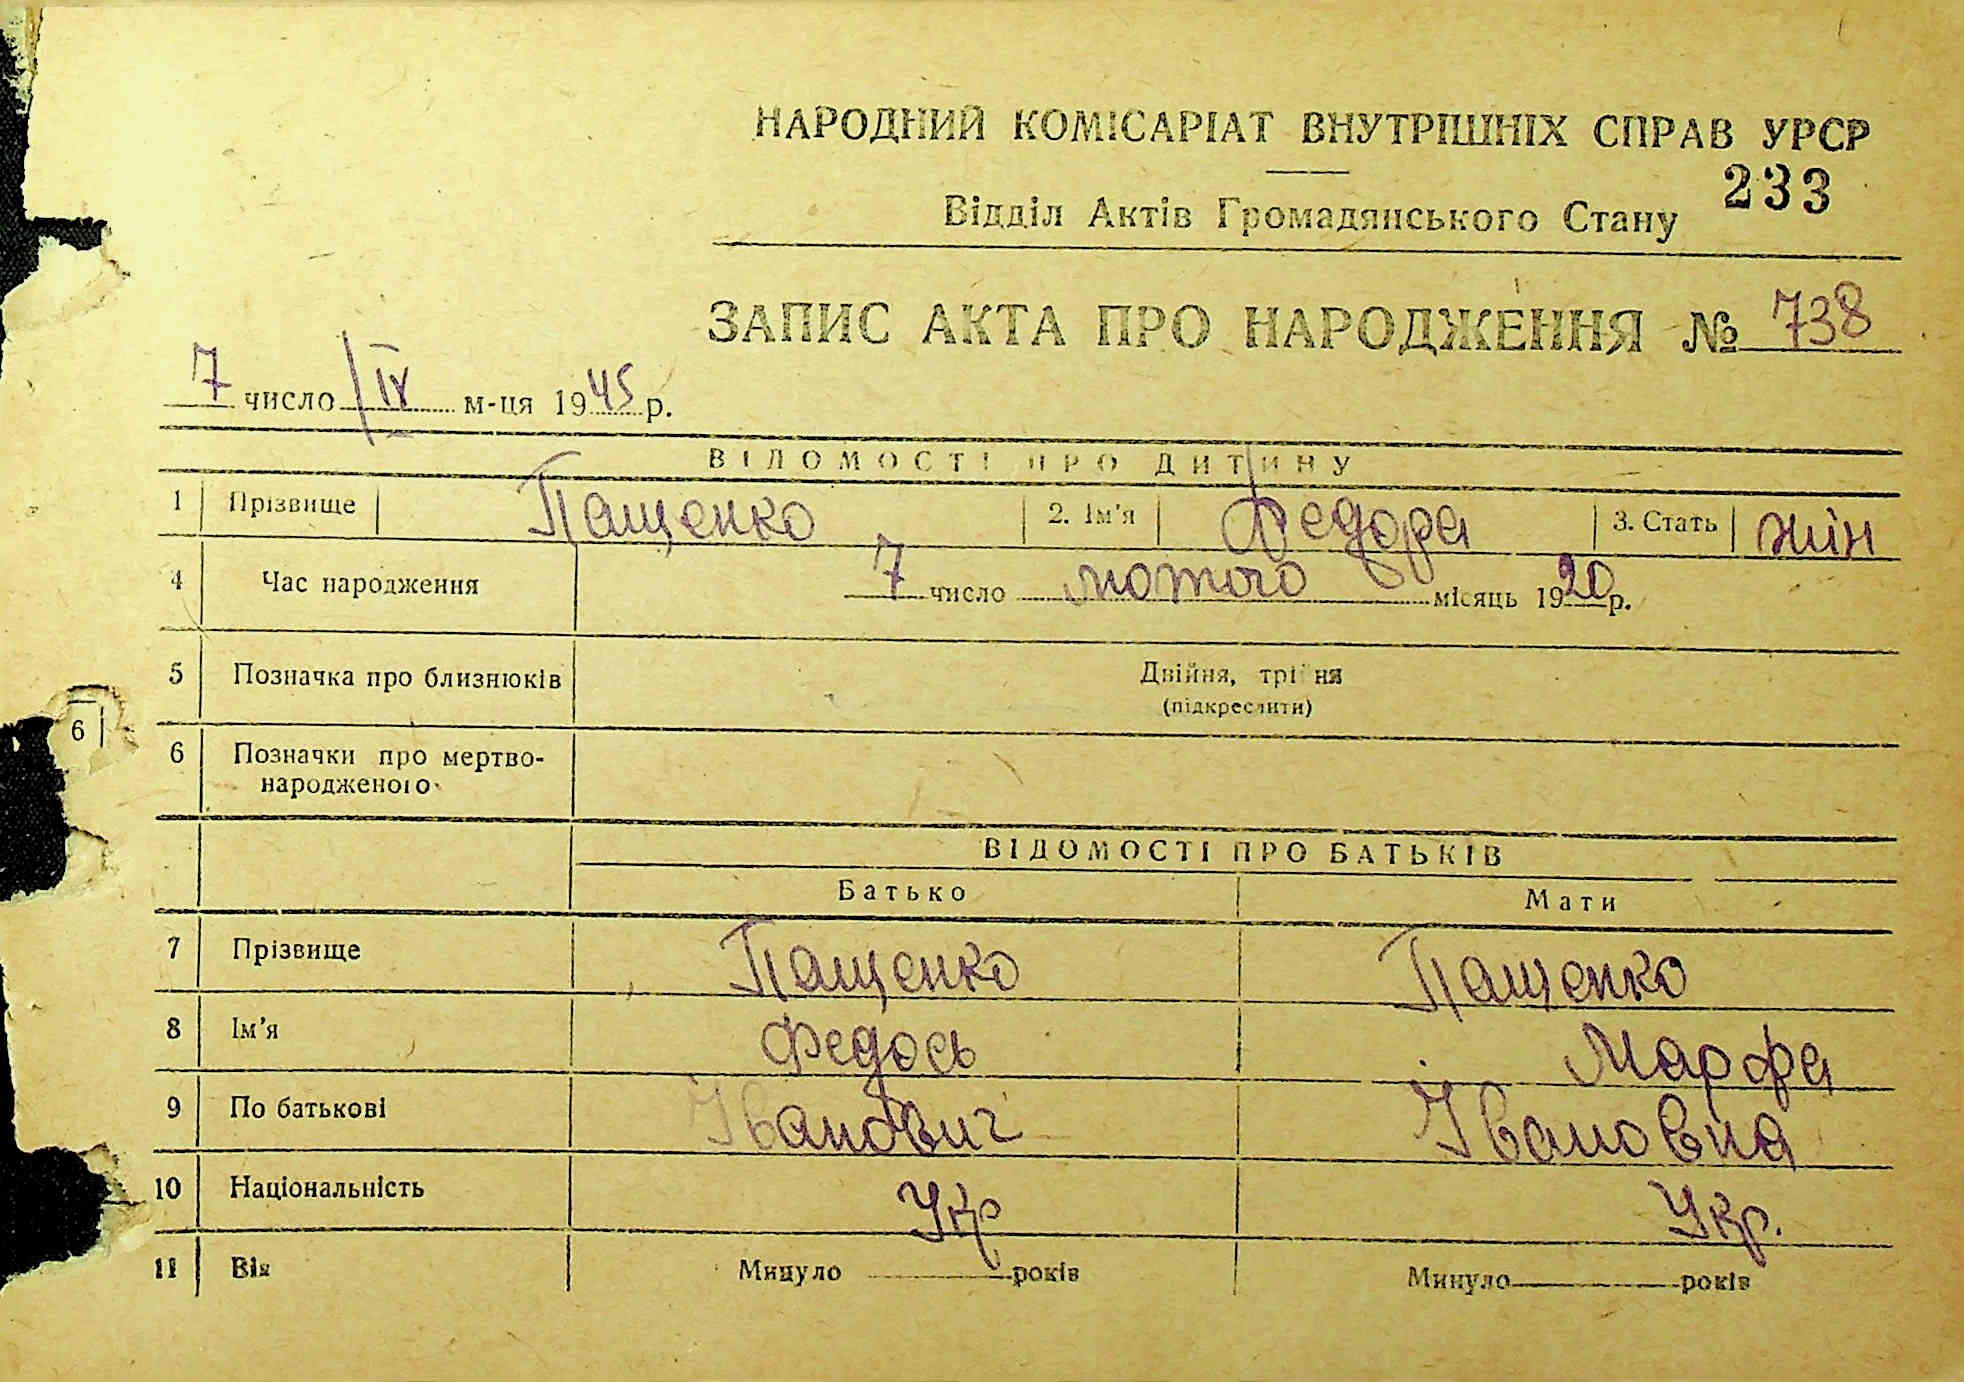 НАРОДНИЙ КОМІСАРІАТ ВНУТРІШНІХ СПРАВ УРСР
233
Відділ Актів Громадянського Стану
ЗАПИС АКТА ПРО НАРОДЖЕННЯ № 738
7 число IX м-ця 1945 р.
ВІДОМОСТІ ПРО ДИТИНУ
1 Прізвище Пащенко 2. Ім'я Федора 3. Стать жін
4 Час народження 7 число лютого місяць 1920 р.
5 Позначка про близнюків Двійня, трійня
(підкреслити)
6
6 Позначки про мертво-
народженого
ВІДОМОСТІ ПРО БАТЬКІВ
Батько Мати
7 Прізвище Пащенко Пащенко
8 Ім'я Федось Марфа
9 По батькові Іванович Івановна
10 Національність Укр Укр.
11 Вік Минуло років Минуло років